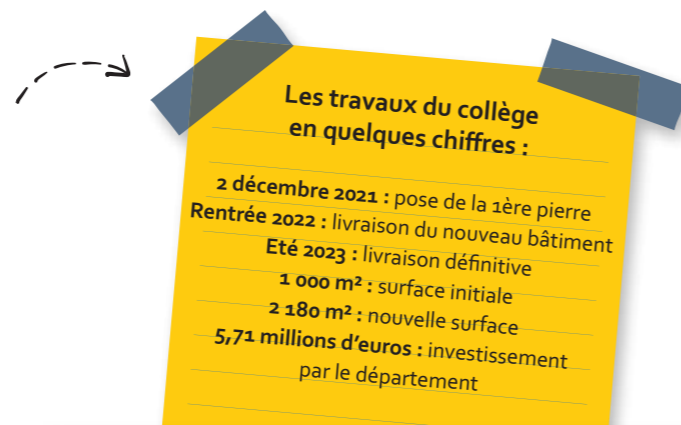 Les travaux du collège
en quelques chiffres :
2 décembre 2021 : pose de la 1ère pierre
Rentrée 2022 : livraison du nouveau bâtiment
Eté 2023 : livraison définitive
1 000 m² : surface initiale
2 180 m² : nouvelle surface
5,71 millions d'euros : investissement
par le département